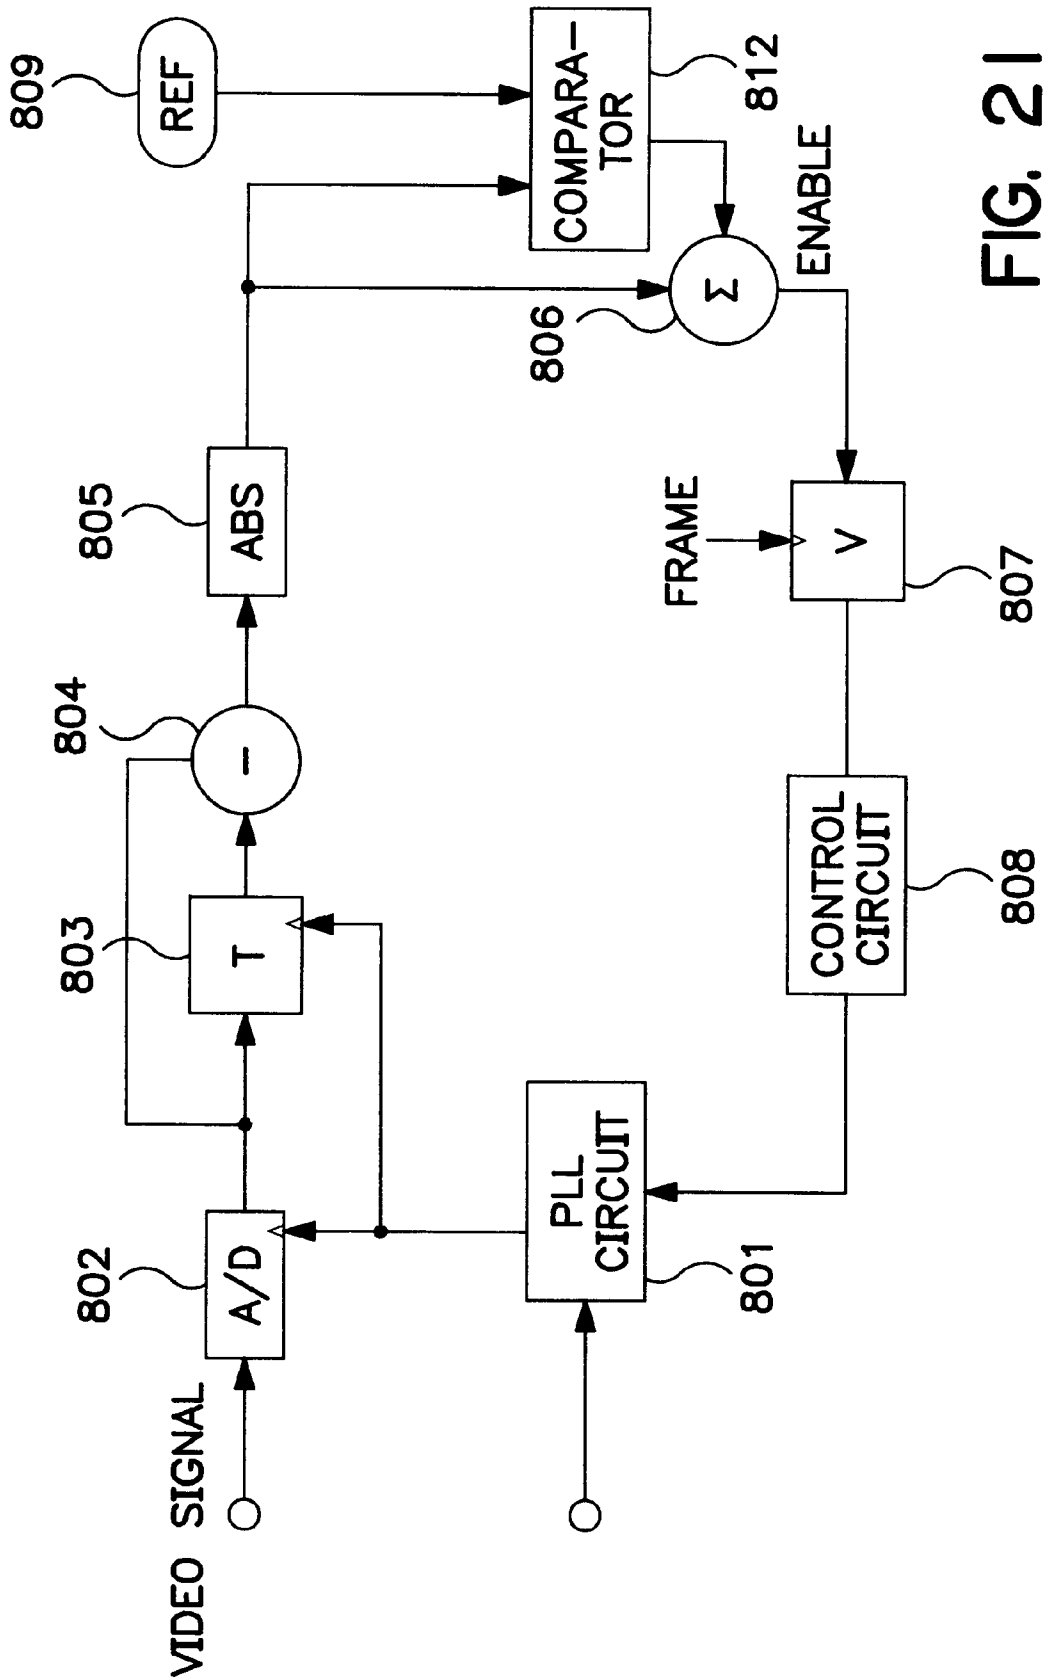 VIDEO SIGNAL
802
A/D
803
T
804
−
805
ABS
809
REF
COMPARA−
TOR
812
806
Σ
ENABLE
FRAME
V
807
CONTROL
CIRCUIT
808
PLL
CIRCUIT
801
FIG. 21